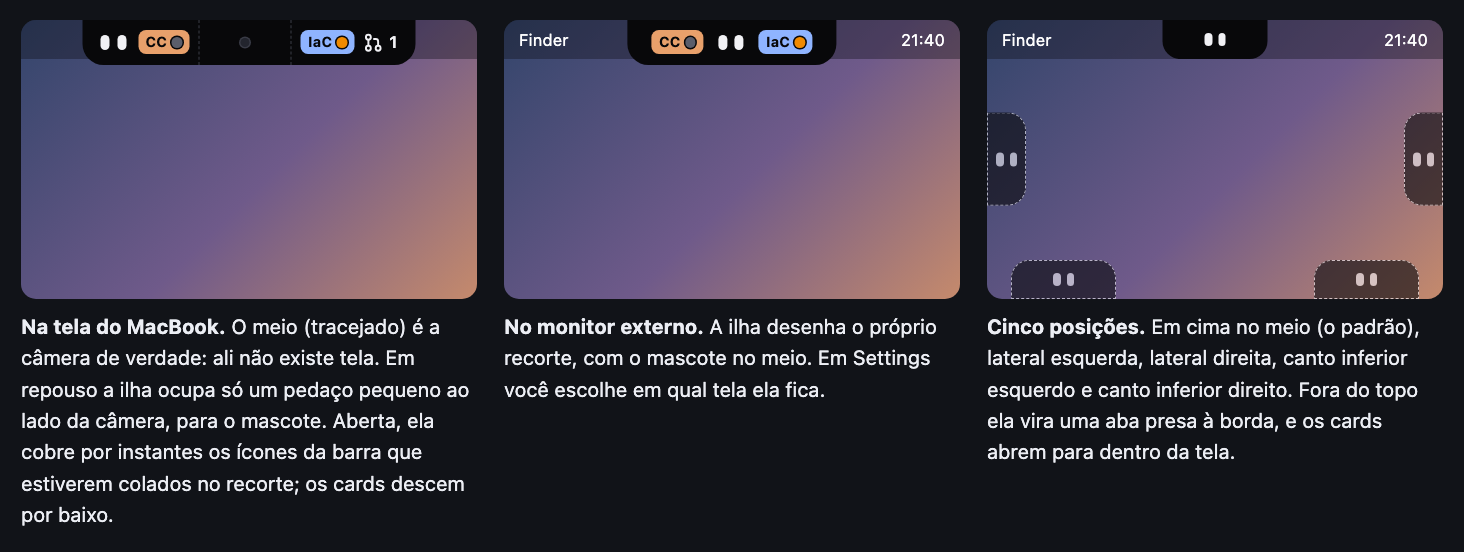 CC
IaC
1
Finder
CC
IaC
21:40
Finder
21:40
Na tela do MacBook. O meio (tracejado) é a
câmera de verdade: ali não existe tela. Em
repouso a ilha ocupa só um pedaço pequeno ao
lado da câmera, para o mascote. Aberta, ela
cobre por instantes os ícones da barra que
estiverem colados no recorte; os cards descem
por baixo.
No monitor externo. A ilha desenha o próprio
recorte, com o mascote no meio. Em Settings
você escolhe em qual tela ela fica.
Cinco posições. Em cima no meio (o padrão),
lateral esquerda, lateral direita, canto inferior
esquerdo e canto inferior direito. Fora do topo
ela vira uma aba presa à borda, e os cards
abrem para dentro da tela.